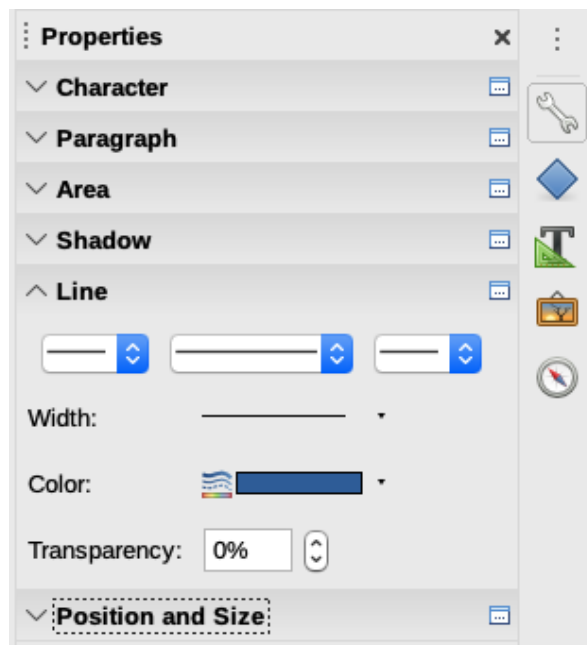 Properties
Character
Paragraph
Area
Shadow
Line
Width:
Color:
Transparency: 0%
Position and Size